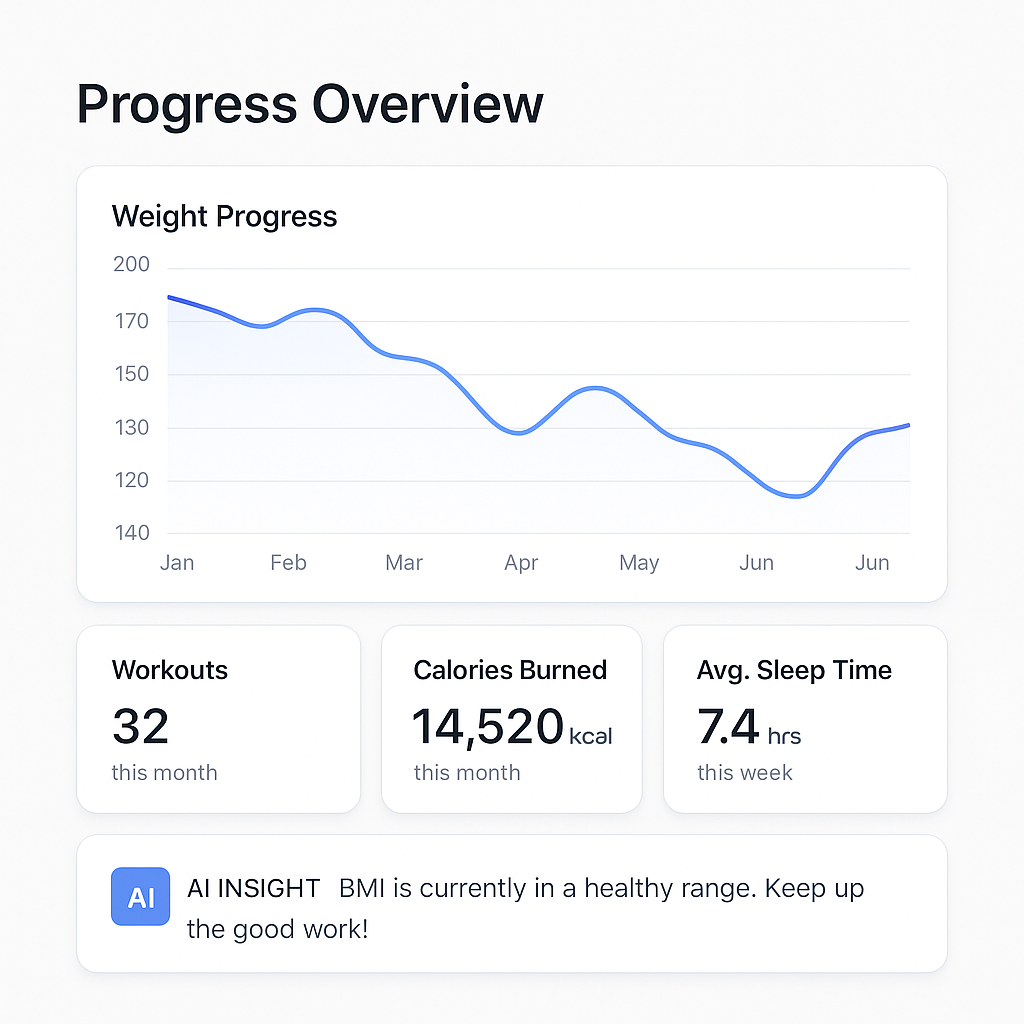 Progress Overview
Weight Progress
200
170
150
130
120
140
Jan Feb Mar Apr May Jun Jun
Workouts
32
this month
Calories Burned
14,520 kcal
this month
Avg. Sleep Time
7.4 hrs
this week
AI
AI INSIGHT BMI is currently in a healthy range. Keep up
the good work!